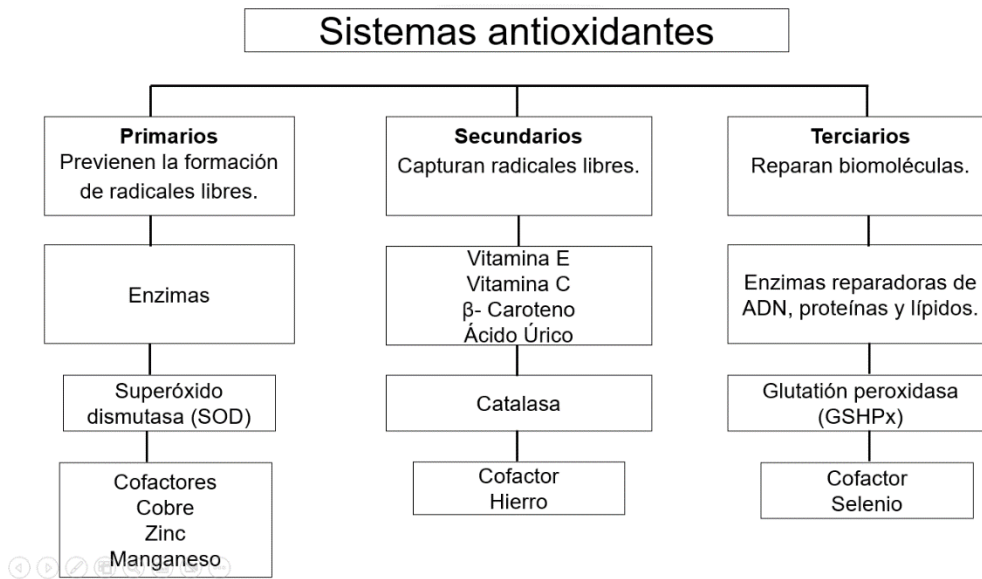 Sistemas antioxidantes
Primarios
Previenen la formación
de radicales libres.
Enzimas
Superóxido
dismutasa (SOD)
Cofactores
Cobre
Zinc
Manganeso
Secundarios
Capturan radicales libres.
Vitamina E
Vitamina C
β- Caroteno
Ácido Úrico
Catalasa
Cofactor
Hierro
Terciarios
Reparan biomoléculas.
Enzimas reparadoras de
ADN, proteínas y lípidos.
Glutatión peroxidasa
(GSHPx)
Cofactor
Selenio